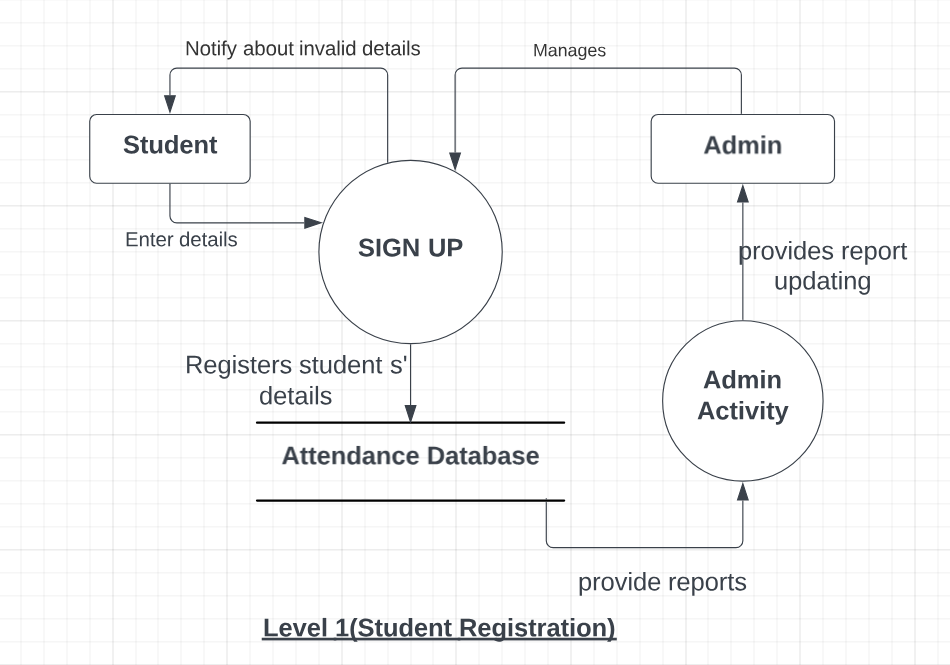 Notify about invalid details
Manages
Student
Admin
Enter details
SIGN UP
provides report
updating
Registers student s'
details
Admin
Activity
Attendance Database
provide reports
Level 1(Student Registration)